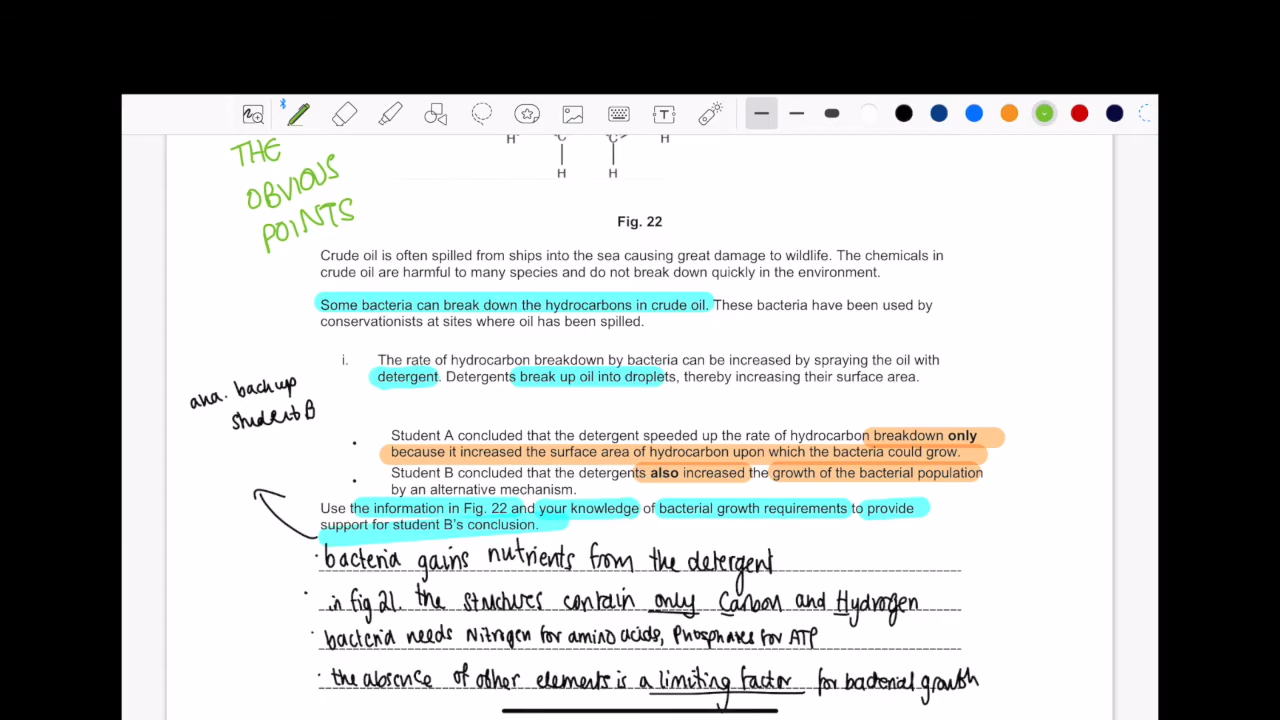 THE
OBVIOUS
POINTS
H C C H
H H
Fig. 22
Crude oil is often spilled from ships into the sea causing great damage to wildlife. The chemicals in
crude oil are harmful to many species and do not break down quickly in the environment.
Some bacteria can break down the hydrocarbons in crude oil. These bacteria have been used by
conservationists at sites where oil has been spilled.
i. The rate of hydrocarbon breakdown by bacteria can be increased by spraying the oil with
detergent. Detergents break up oil into droplets, thereby increasing their surface area.
aka. backup
student B
• Student A concluded that the detergent speeded up the rate of hydrocarbon breakdown only
because it increased the surface area of hydrocarbon upon which the bacteria could grow.
• Student B concluded that the detergents also increased the growth of the bacterial population
by an alternative mechanism.
Use the information in Fig. 22 and your knowledge of bacterial growth requirements to provide
support for student B's conclusion.
· bacteria gains nutrients from the detergent
· in fig 21. the structures contain only Carbon and Hydrogen
· bacteria needs Nitrogen for amino acids, Phosphates for ATP
· the absence of other elements is a limiting factor for bacterial growth